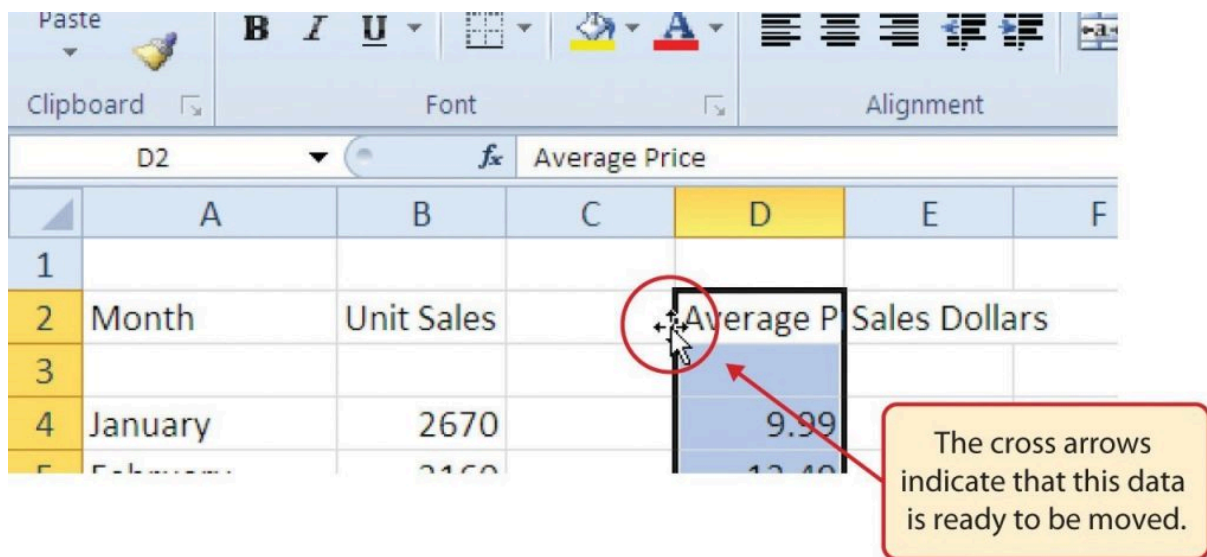 Paste
B I U A a
Clipboard Font Alignment
D2 fx Average Price
A B C D E F
1
2 Month Unit Sales Average P Sales Dollars
3
4 January 2670 9.99
The cross arrows
indicate that this data
is ready to be moved.